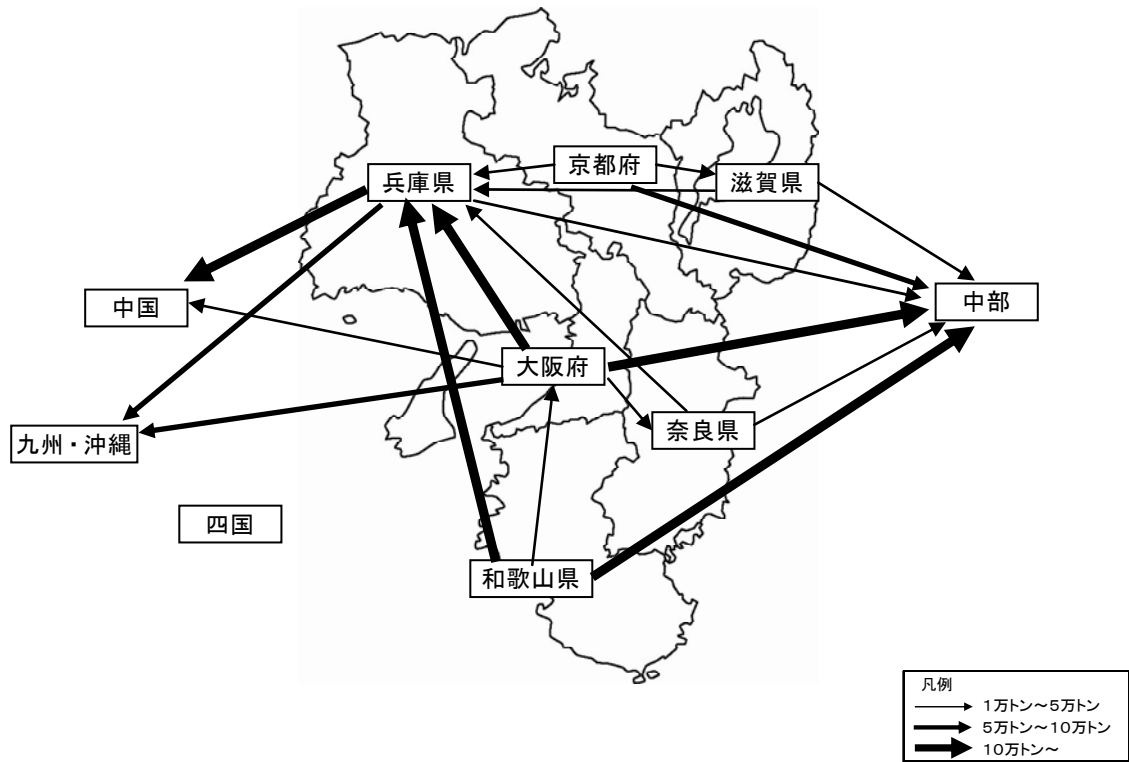 京都府
兵庫県
滋賀県
中国
中部
大阪府
九州・沖縄
奈良県
四国
和歌山県
凡例
1万トン～5万トン
5万トン～10万トン
10万トン～